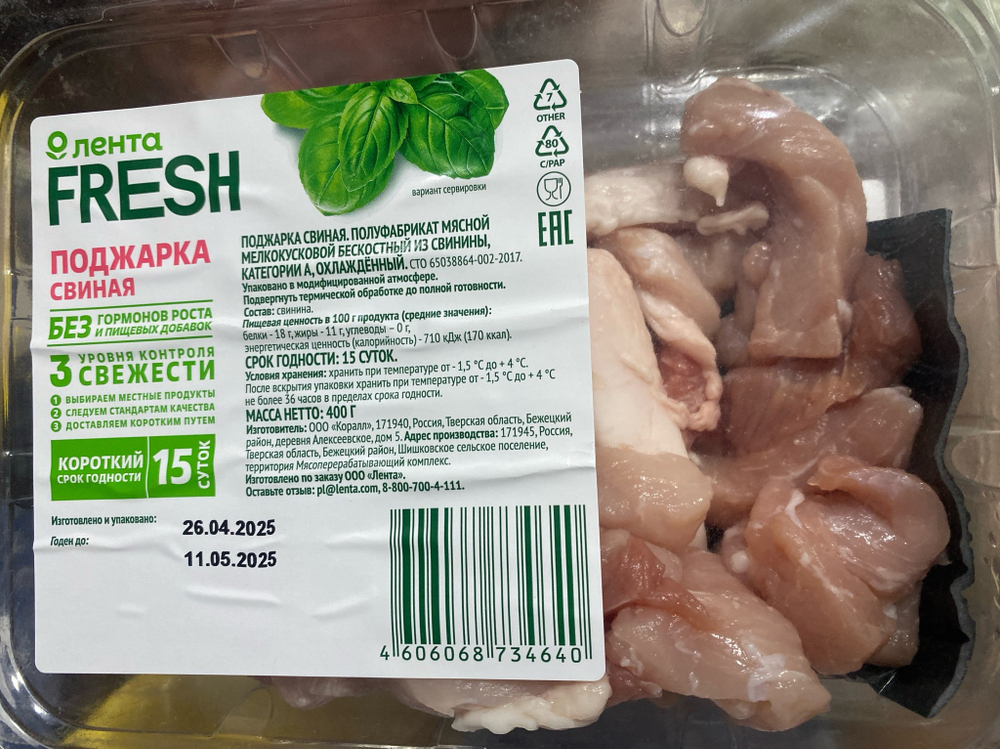 лента
FRESH
ПОДЖАРКА
СВИНАЯ
БЕЗ ГОРМОНОВ РОСТА
И ПИЩЕВЫХ ДОБАВОК
3 УРОВНЯ КОНТРОЛЯ
СВЕЖЕСТИ
1 ВЫБИРАЕМ МЕСТНЫЕ ПРОДУКТЫ
2 СЛЕДУЕМ СТАНДАРТАМ КАЧЕСТВА
3 ДОСТАВЛЯЕМ КОРОТКИМ ПУТЕМ
КОРОТКИЙ
СРОК ГОДНОСТИ
15
СУТОК
Изготовлено и упаковано: 26.04.2025
Годен до: 11.05.2025
вариант сервировки
ПОДЖАРКА СВИНАЯ. ПОЛУФАБРИКАТ МЯСНОЙ
МЕЛКОКУСКОВОЙ БЕСКОСТНЫЙ ИЗ СВИНИНЫ,
КАТЕГОРИИ А, ОХЛАЖДЁННЫЙ. СТО 65038864-002-2017.
Упаковано в модифицированной атмосфере.
Подвергнуть термической обработке до полной готовности.
Состав: свинина.
Пищевая ценность в 100 г продукта (средние значения):
белки - 18 г, жиры - 11 г, углеводы – 0 г,
энергетическая ценность (калорийность) - 710 кДж (170 ккал).
СРОК ГОДНОСТИ: 15 СУТОК.
Условия хранения: хранить при температуре от - 1,5 °С до + 4 °С.
После вскрытия упаковки хранить при температуре от - 1,5 °С до + 4 °С
не более 36 часов в пределах срока годности.
МАССА НЕТТО: 400 Г
Изготовитель: ООО «Коралл», 171940, Россия, Тверская область, Бежецкий
район, деревня Алексеевское, дом 5. Адрес производства: 171945, Россия,
Тверская область, Бежецкий район, Шишковское сельское поселение,
территория Мясоперерабатывающий комплекс.
Изготовлено по заказу ООО «Лента».
Оставьте отзыв: pl@lenta.com, 8-800-700-4-111.
7
OTHER
80
C/PAP
EAC
4 606068 734640